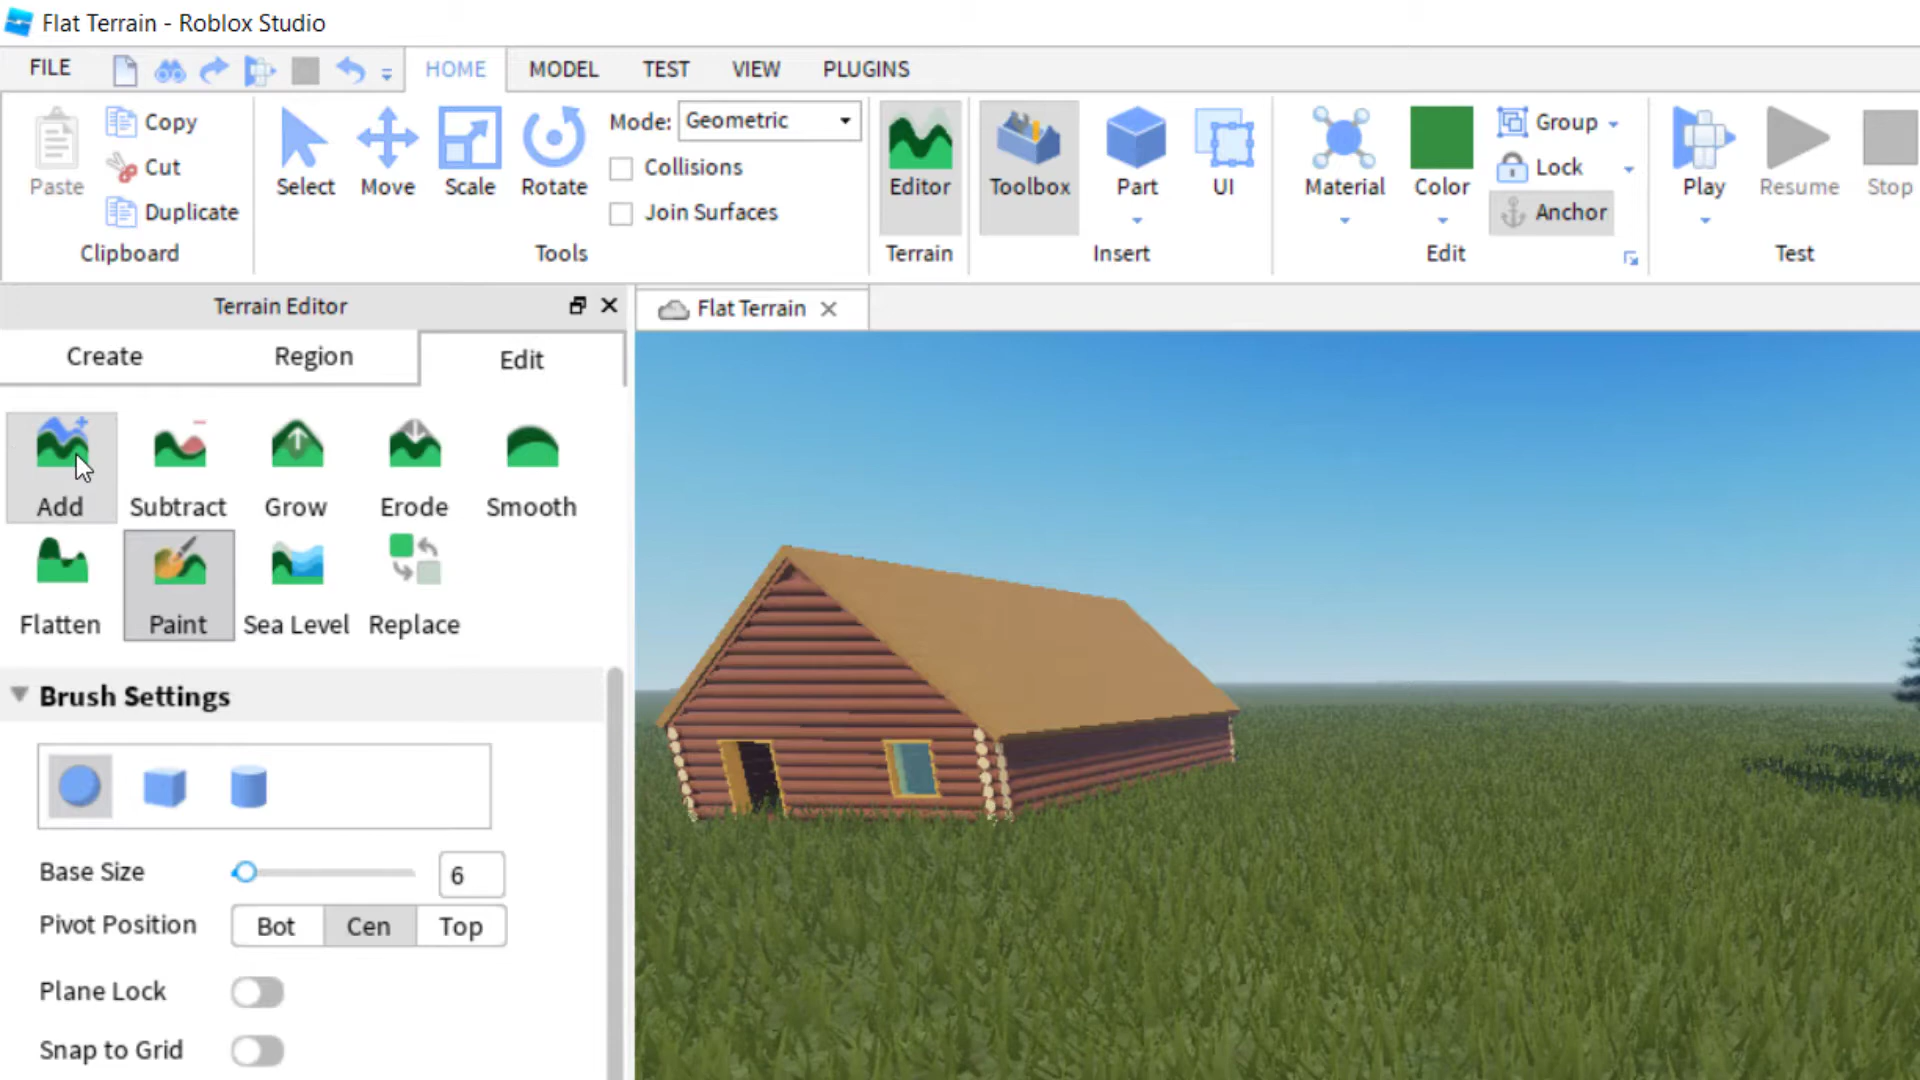 Flat Terrain - Roblox Studio
FILE HOME MODEL TEST VIEW PLUGINS
Paste
Copy
Cut
Duplicate
Clipboard
Select Move Scale Rotate
Mode: Geometric
Collisions
Join Surfaces
Tools
Editor
Terrain
Toolbox Part UI
Insert
Material Color
Group
Lock
Anchor
Edit
Play Resume Stop
Test
Terrain Editor
Flat Terrain
Create Region Edit
Add Subtract Grow Erode Smooth
Flatten Paint Sea Level Replace
Brush Settings
Base Size 6
Pivot Position Bot Cen Top
Plane Lock
Snap to Grid